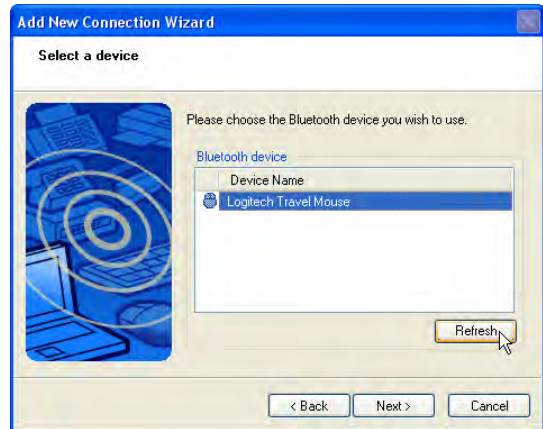 Add New Connection Wizard
Select a device
Please choose the Bluetooth device you wish to use.
Bluetooth device
Device Name
Logitech Travel Mouse
Refresh
< Back Next > Cancel